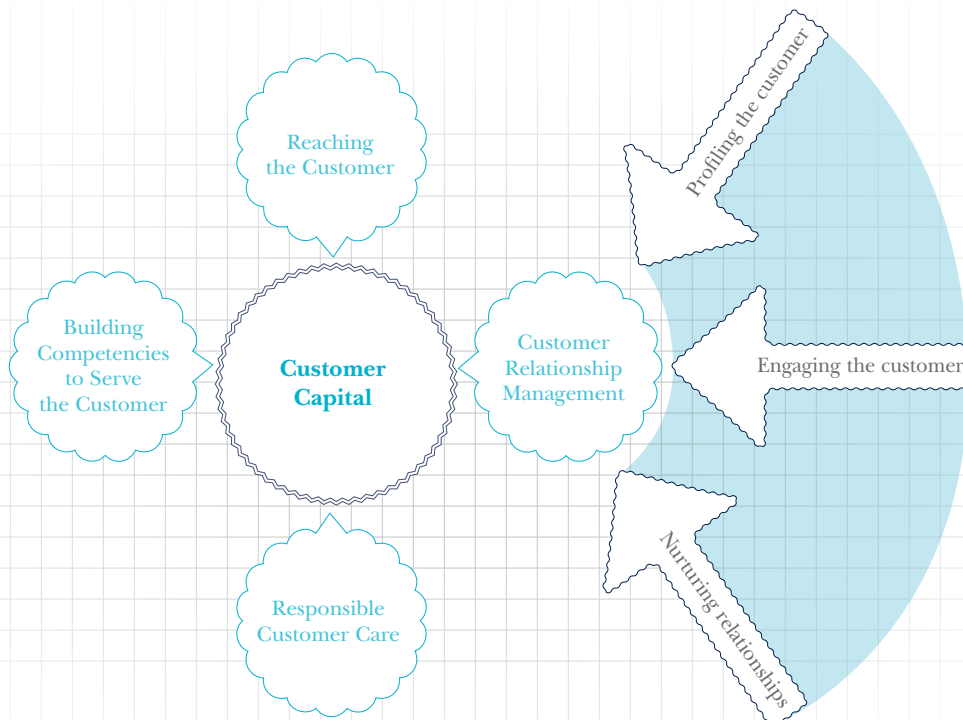 Reaching
the Customer
Profiling the customer
Building
Competencies
to Serve
the Customer
Customer
Capital
Customer
Relationship
Management
Engaging the customer
Responsible
Customer Care
Nurturing relationships